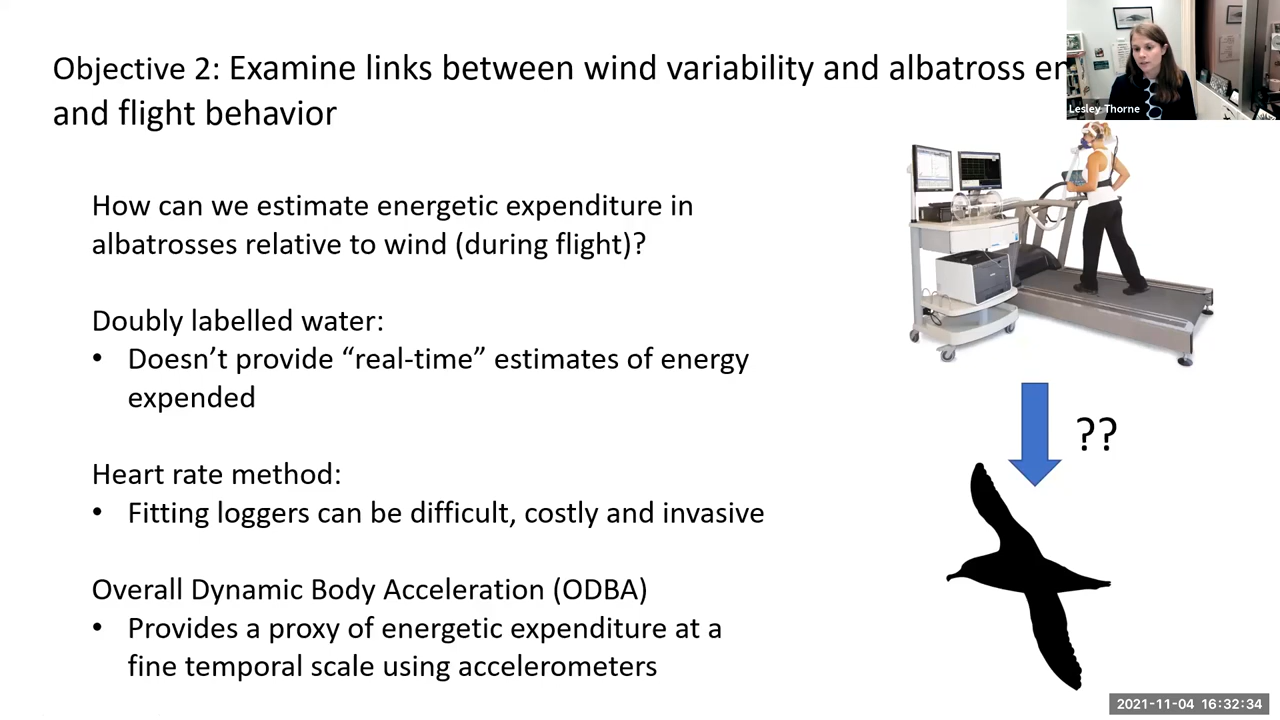 Objective 2: Examine links between wind variability and albatross
and flight behavior
Lesley Thorne
How can we estimate energetic expenditure in
albatrosses relative to wind (during flight)?
Doubly labelled water:
• Doesn’t provide “real-time” estimates of energy
expended
Heart rate method:
• Fitting loggers can be difficult, costly and invasive
??
Overall Dynamic Body Acceleration (ODBA)
• Provides a proxy of energetic expenditure at a
fine temporal scale using accelerometers
2021-11-04 16:32:34